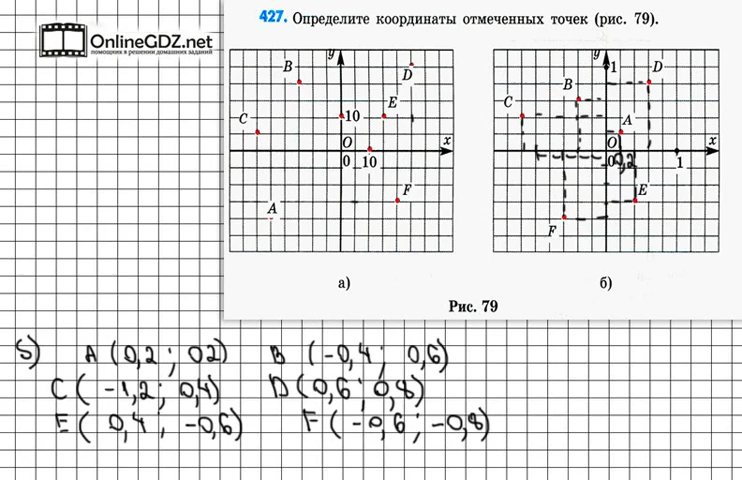 427. Определите координаты отмеченных точек (рис. 79).
OnlineGDZ.net
помощник в решении домашних заданий
y
B
D
E
10
C
O
x
0 10
F
A
а)
y
1
D
B
C
A
O
x
0 0,2
1
E
F
б)
Рис. 79
б) A (0,2 ; 02) B (-0,4 ; 0,6)
C ( -1,2 ; 0,4) D (0,6 ; 0,8)
E ( 0,4 ; -0,6) F ( -0,6 ; -0,8)